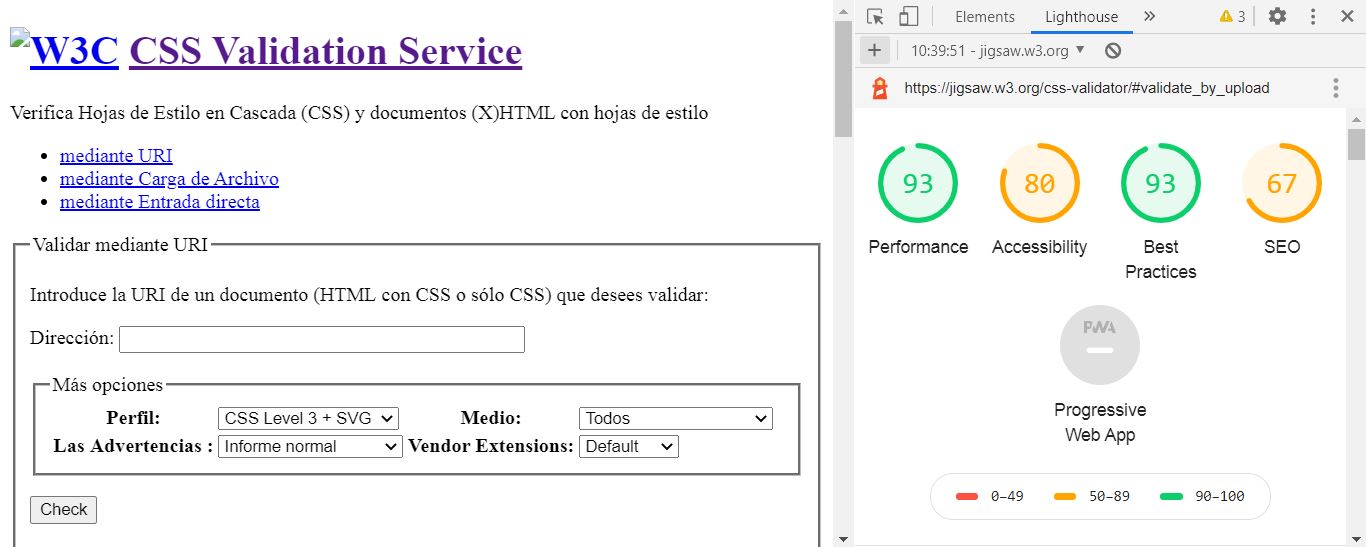 W3C CSS Validation Service
Verifica Hojas de Estilo en Cascada (CSS) y documentos (X)HTML con hojas de estilo
mediante URI
mediante Carga de Archivo
mediante Entrada directa
Validar mediante URI
Introduce la URI de un documento (HTML con CSS o sólo CSS) que desees validar:
Dirección:
Más opciones
Perfil: CSS Level 3 + SVG Medio: Todos
Las Advertencias : Informe normal Vendor Extensions: Default
Check
Elements Lighthouse 3
10:39:51 - jigsaw.w3.org
https://jigsaw.w3.org/css-validator/#validate_by_upload
93 80 93 67
Performance Accessibility Best SEO
Practices
PWA
Progressive
Web App
0–49 50–89 90–100